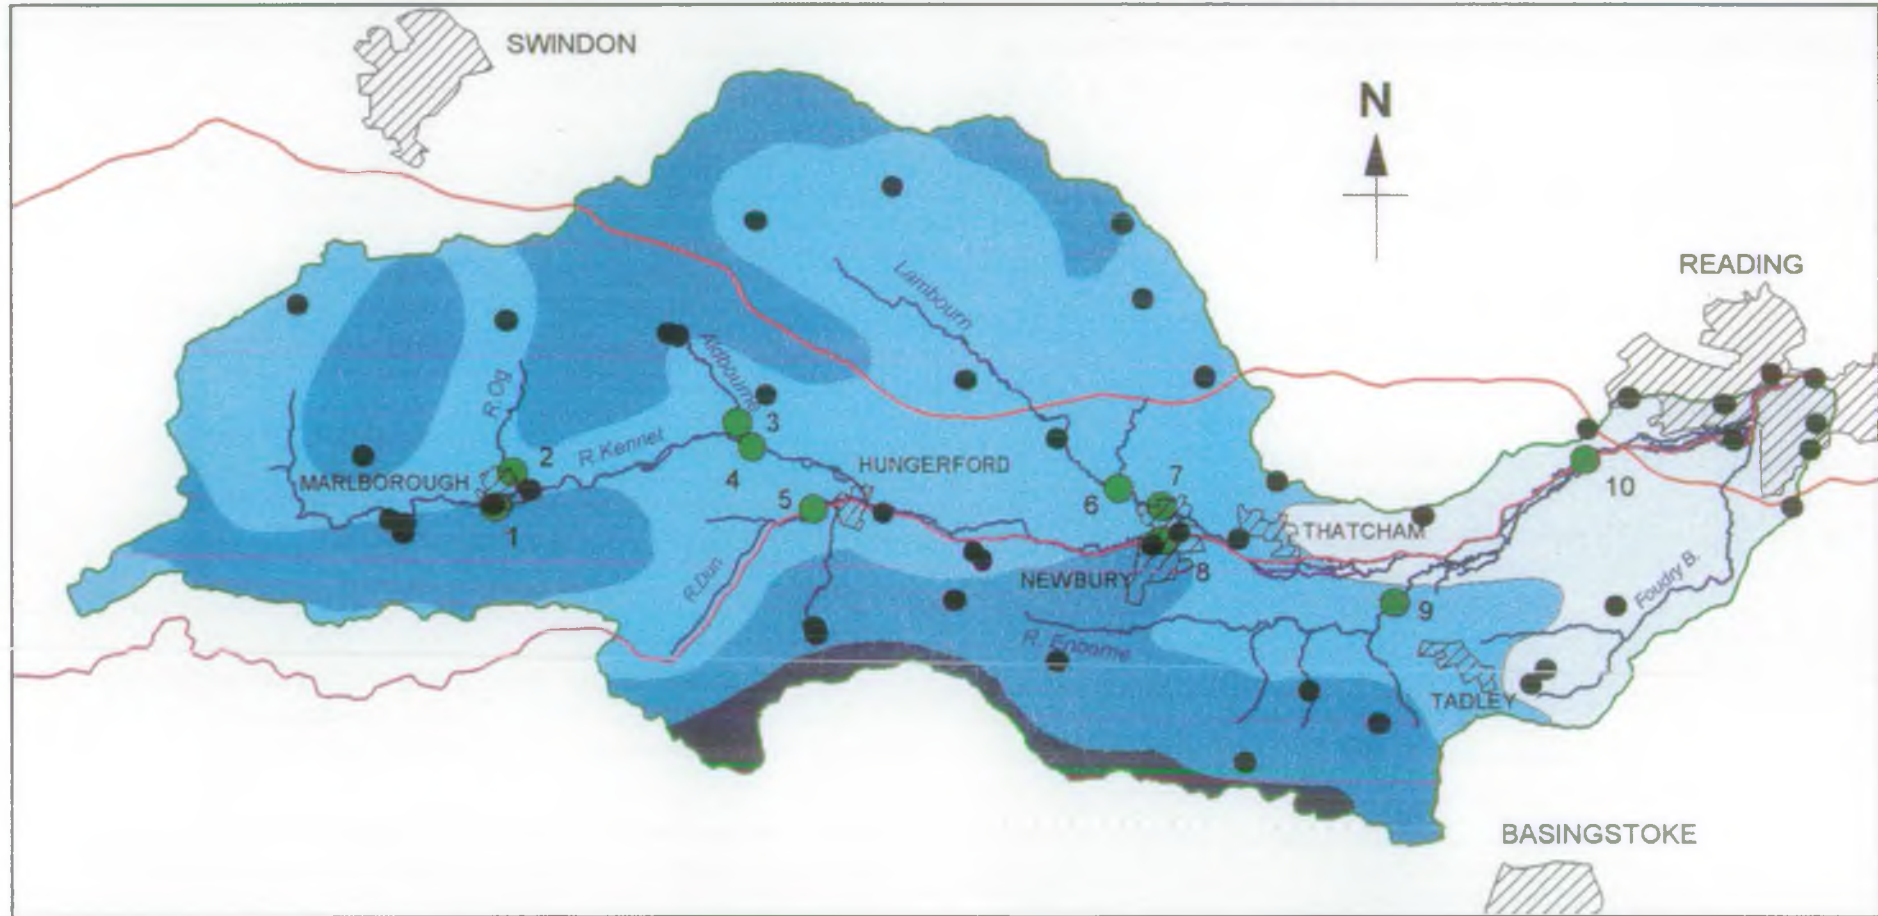 SWINDON
N
READING
Lambourn
Aldbourne
R.Og
3
2
R.Kennet
HUNGERFORD
4
MARLBOROUGH
7
10
5
6
1
THATCHAM
8
NEWBURY
R.Dun
Foudry B.
9
R. Enborne
TADLEY
BASINGSTOKE